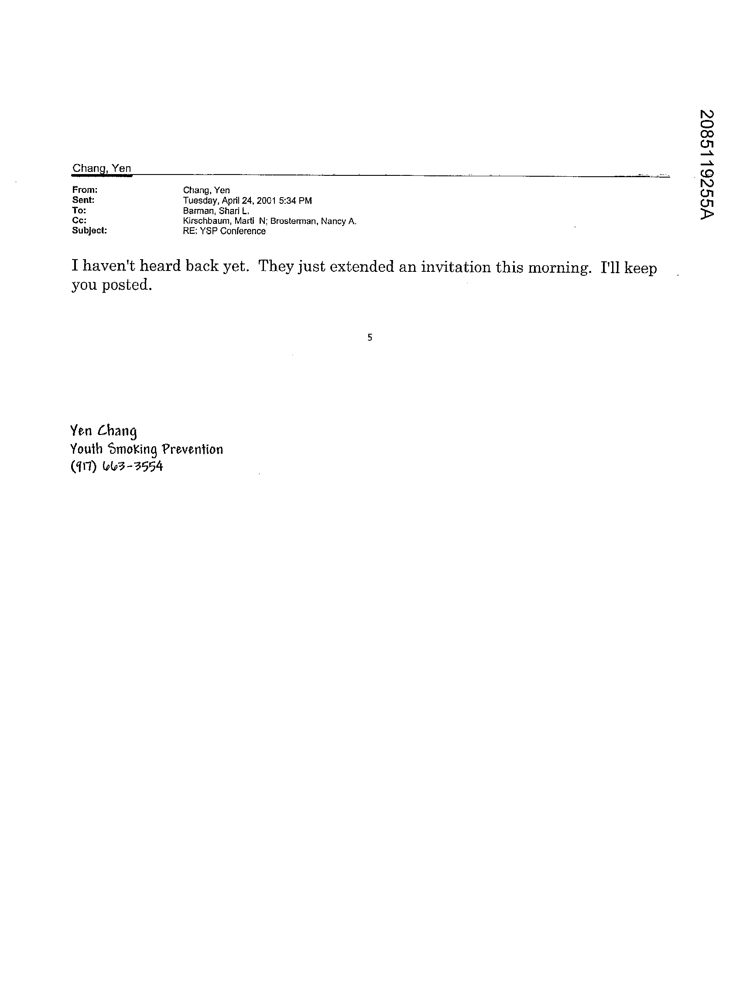 2085119255A
Chang, Yen
From: Chang, Yen
Sent: Tuesday, April 24, 2001 5:34 PM
To: Barman, Shari L.
Cc: Kirschbaum, Marti N; Brosterman, Nancy A.
Subject: RE: YSP Conference
I haven't heard back yet. They just extended an invitation this morning. I'll keep
you posted.
5
Yen Chang
Youth Smoking Prevention
(917) 663-3554